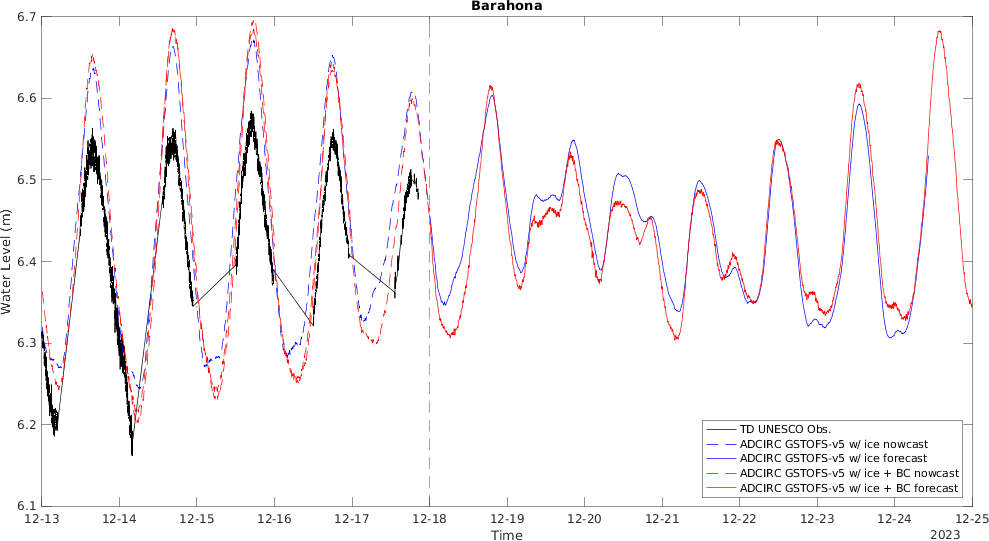 Barahona
6.7
6.6
6.5
6.4
6.3
6.2
6.1
Water Level (m)
12-13 12-14 12-15 12-16 12-17 12-18 12-19 12-20 12-21 12-22 12-23 12-24 12-25
Time
2023
TD UNESCO Obs.
ADCIRC GSTOFS-v5 w/ ice nowcast
ADCIRC GSTOFS-v5 w/ ice forecast
ADCIRC GSTOFS-v5 w/ ice + BC nowcast
ADCIRC GSTOFS-v5 w/ ice + BC forecast